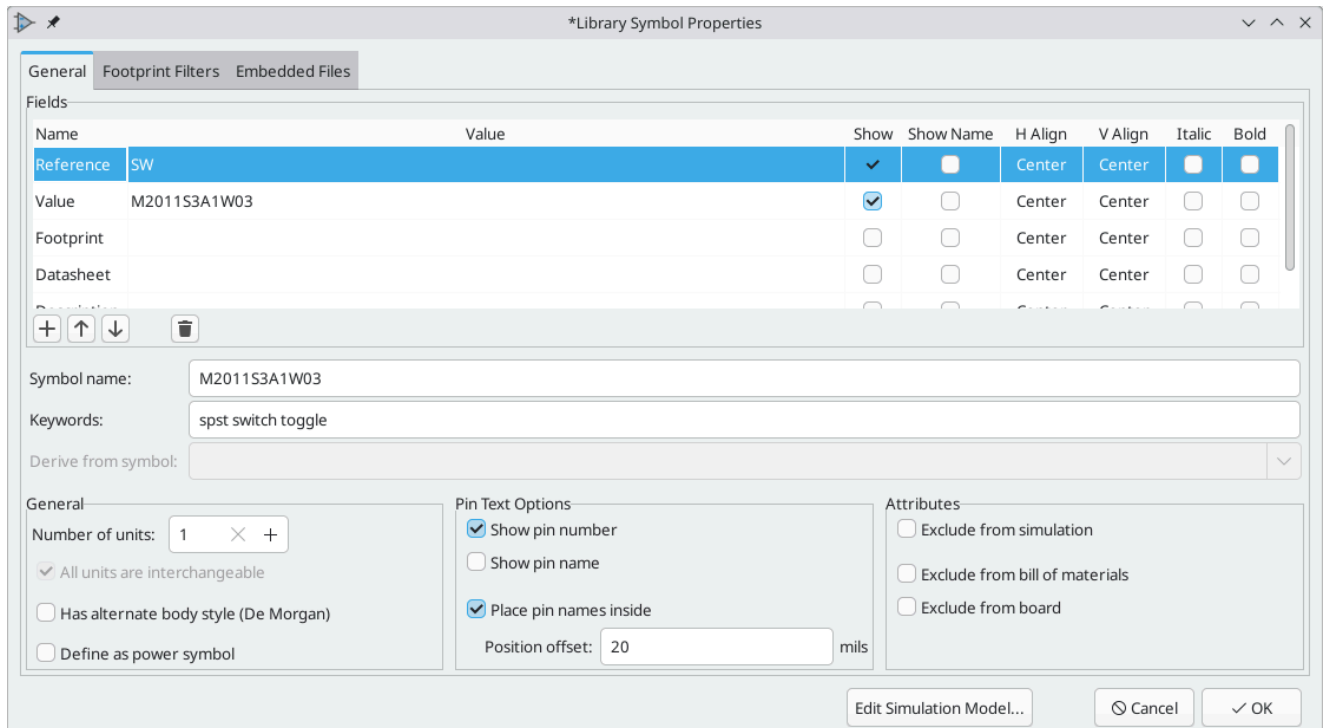 *Library Symbol Properties
General Footprint Filters Embedded Files
Fields
Name Value Show Show Name H Align V Align Italic Bold
Reference SW Center Center
Value M2011S3A1W03 Center Center
Footprint Center Center
Datasheet Center Center
Symbol name: M2011S3A1W03
Keywords: spst switch toggle
Derive from symbol:
General
Number of units: 1
All units are interchangeable
Has alternate body style (De Morgan)
Define as power symbol
Pin Text Options
Show pin number
Show pin name
Place pin names inside
Position offset: 20 mils
Attributes
Exclude from simulation
Exclude from bill of materials
Exclude from board
Edit Simulation Model... Cancel OK